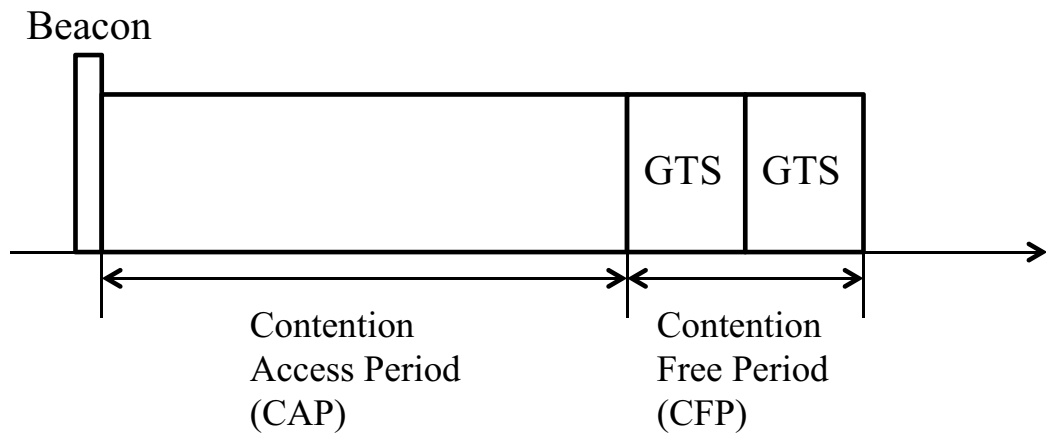 Beacon
GTS GTS
Contention
Access Period
(CAP)
Contention
Free Period
(CFP)